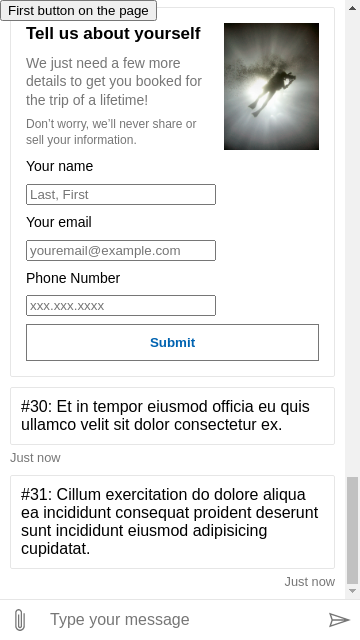 First button on the page
Tell us about yourself
We just need a few more
details to get you booked for
the trip of a lifetime!
Don’t worry, we’ll never share or
sell your information.
Your name
Last, First
Your email
youremail@example.com
Phone Number
xxx.xxx.xxxx
Submit
#30: Et in tempor eiusmod officia eu quis
ullamco velit sit dolor consectetur ex.
Just now
#31: Cillum exercitation do dolore aliqua
ea incididunt consequat proident deserunt
sunt incididunt eiusmod adipisicing
cupidatat.
Just now
Type your message